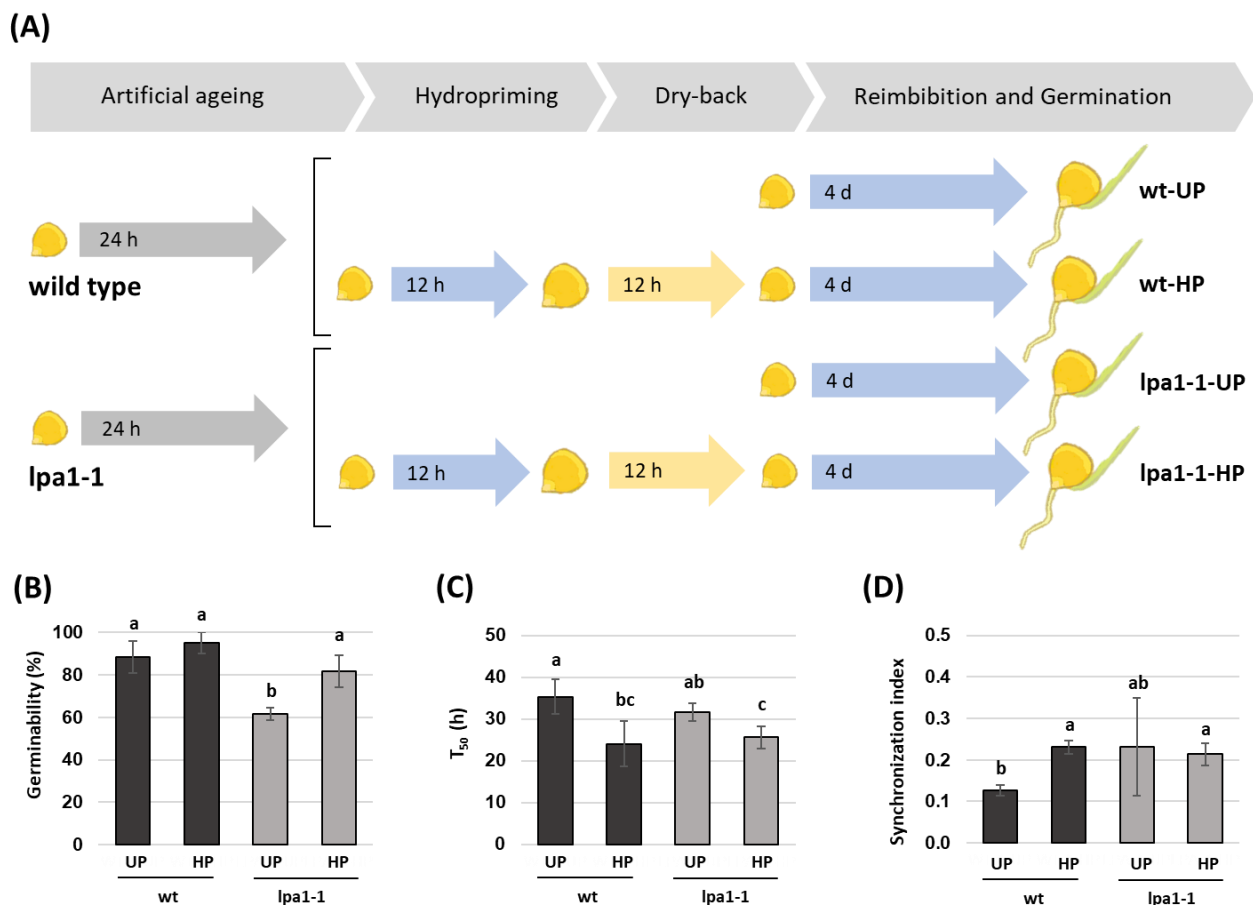 (A)
Artificial ageing Hydropriming Dry-back Reimbibition and Germination
4 d wt-UP
24 h
wild type
12 h 12 h 4 d wt-HP
4 d lpa1-1-UP
24 h
lpa1-1
12 h 12 h 4 d lpa1-1-HP
(B)
Germinability (%)
100
80
60
40
20
0
a a b a
UP HP UP HP
wt lpa1-1
(C)
T50 (h)
50
40
30
20
10
0
a bc ab c
UP HP UP HP
wt lpa1-1
(D)
Synchronization index
0.5
0.4
0.3
0.2
0.1
0.0
b a ab a
UP HP UP HP
wt lpa1-1